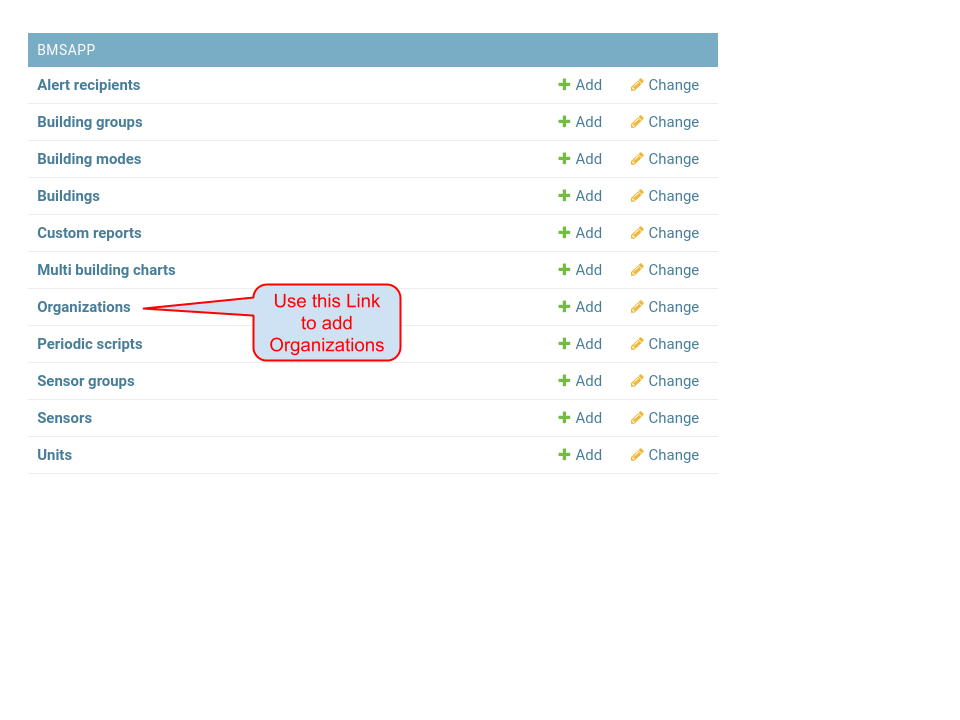 BMSAPP
Alert recipients Add Change
Building groups Add Change
Building modes Add Change
Buildings Add Change
Custom reports Add Change
Multi building charts Add Change
Organizations Add Change
Use this Link
to add
Organizations
Periodic scripts Add Change
Sensor groups Add Change
Sensors Add Change
Units Add Change